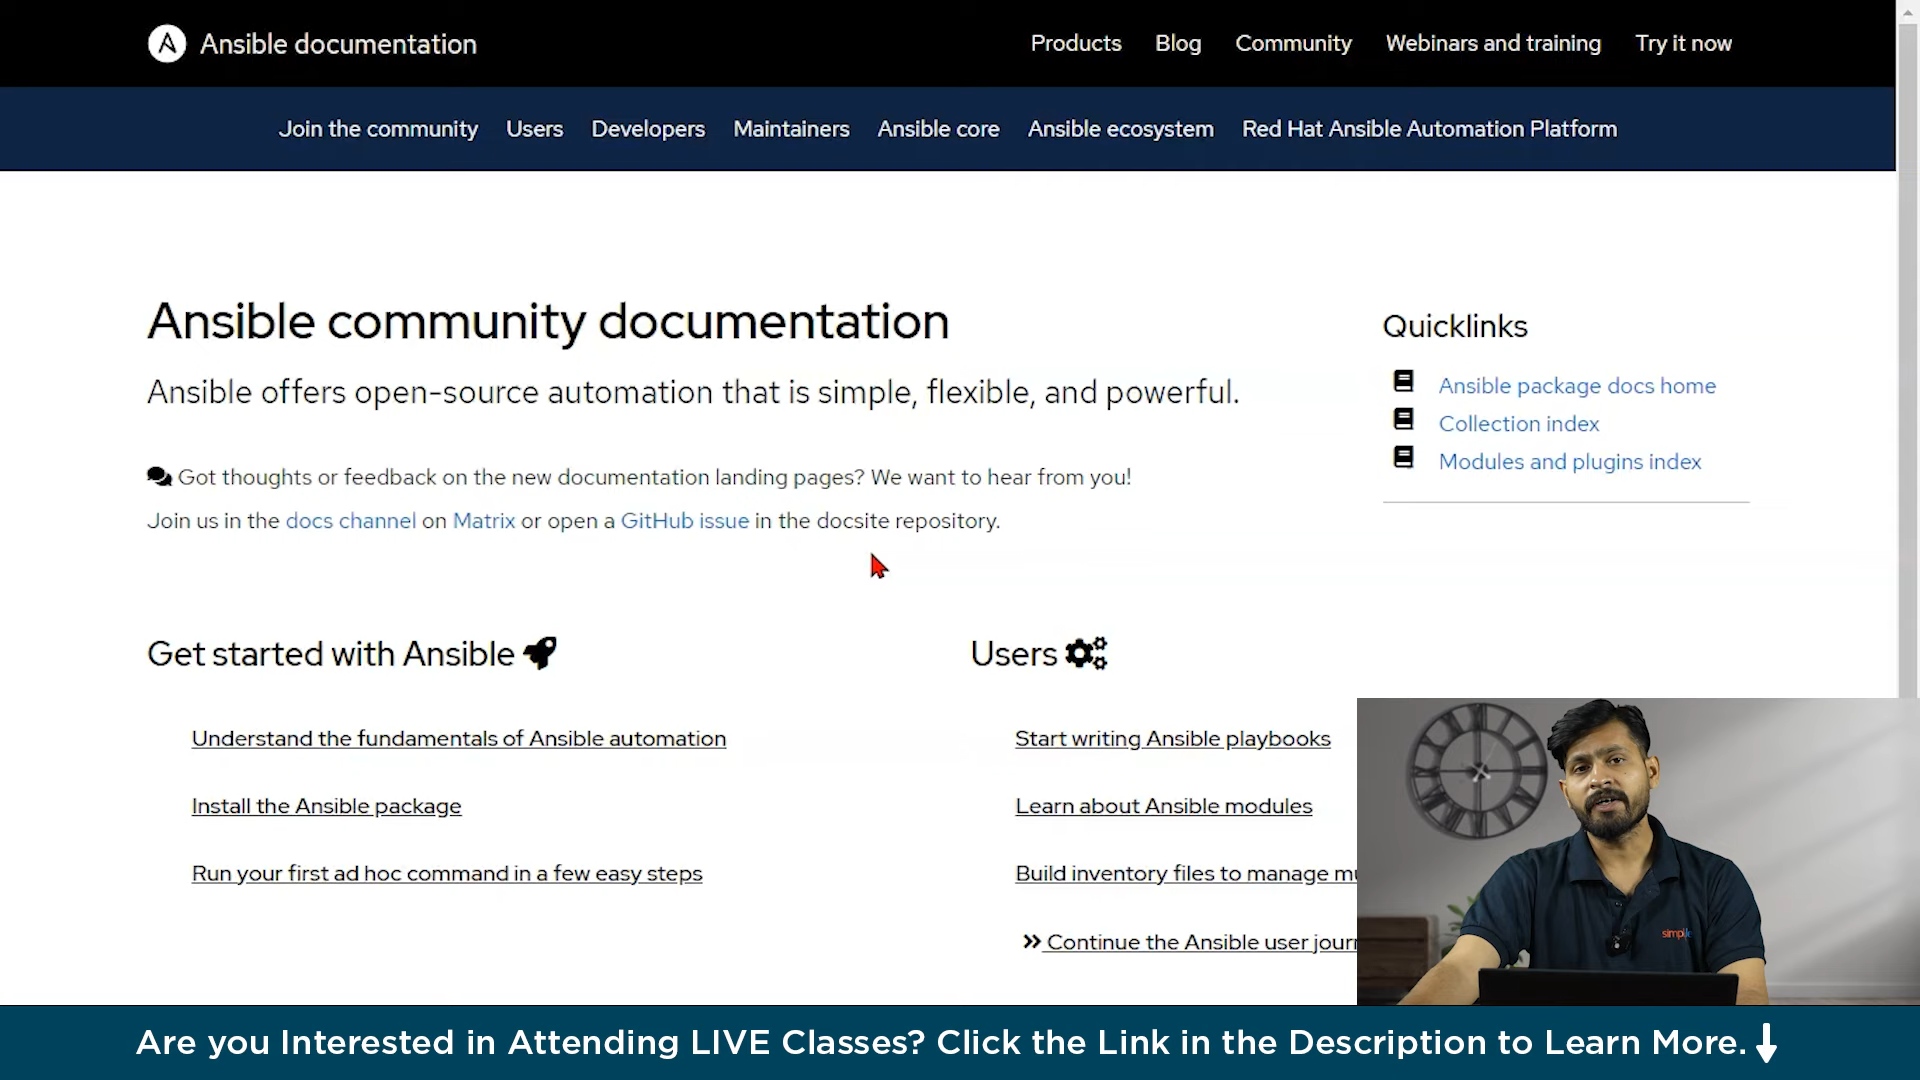 Ansible documentation
Products Blog Community Webinars and training Try it now
Join the community Users Developers Maintainers Ansible core Ansible ecosystem Red Hat Ansible Automation Platform
Ansible community documentation
Ansible offers open-source automation that is simple, flexible, and powerful.
Got thoughts or feedback on the new documentation landing pages? We want to hear from you!
Join us in the docs channel on Matrix or open a GitHub issue in the docsite repository.
Quicklinks
Ansible package docs home
Collection index
Modules and plugins index
Get started with Ansible
Understand the fundamentals of Ansible automation
Install the Ansible package
Run your first ad hoc command in a few easy steps
Users
Start writing Ansible playbooks
Learn about Ansible modules
Build inventory files to manage
Continue the Ansible user
Are you Interested in Attending LIVE Classes? Click the Link in the Description to Learn More.